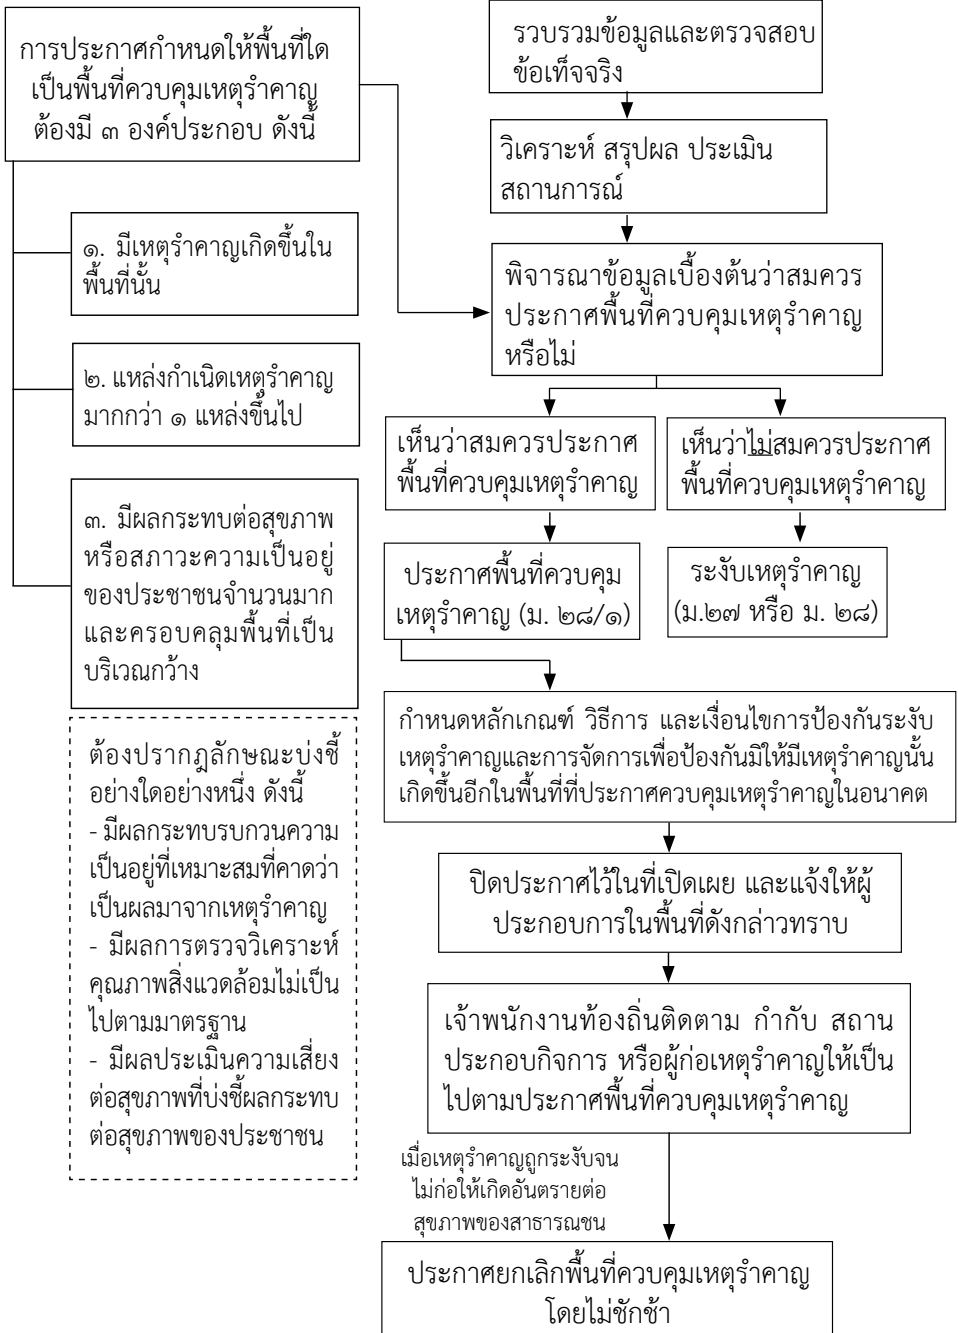 การประกาศกำหนดให้พื้นที่ใด
เป็นพื้นที่ควบคุมเหตุรำคาญ
ต้องมี ๓ องค์ประกอบ ดังนี้
๑. มีเหตุรำคาญเกิดขึ้นใน
พื้นที่นั้น
๒. แหล่งกำเนิดเหตุรำคาญ
มากกว่า ๑ แหล่งขึ้นไป
๓. มีผลกระทบต่อสุขภาพ
หรือสภาวะความเป็นอยู่
ของประชาชนจำนวนมาก
และครอบคลุมพื้นที่เป็น
บริเวณกว้าง
ต้องปรากฏลักษณะบ่งชี้
อย่างใดอย่างหนึ่ง ดังนี้
- มีผลกระทบรบกวนความ
เป็นอยู่ที่เหมาะสมที่คาดว่า
เป็นผลมาจากเหตุรำคาญ
- มีผลการตรวจวิเคราะห์
คุณภาพสิ่งแวดล้อมไม่เป็น
ไปตามมาตรฐาน
- มีผลประเมินความเสี่ยง
ต่อสุขภาพที่บ่งชี้ผลกระทบ
ต่อสุขภาพของประชาชน
รวบรวมข้อมูลและตรวจสอบ
ข้อเท็จจริง
วิเคราะห์ สรุปผล ประเมิน
สถานการณ์
พิจารณาข้อมูลเบื้องต้นว่าสมควร
ประกาศพื้นที่ควบคุมเหตุรำคาญ
หรือไม่
เห็นว่าสมควรประกาศ
พื้นที่ควบคุมเหตุรำคาญ
เห็นว่าไม่สมควรประกาศ
พื้นที่ควบคุมเหตุรำคาญ
ประกาศพื้นที่ควบคุม
เหตุรำคาญ (ม. ๒๘/๑)
ระงับเหตุรำคาญ
(ม.๒๗ หรือ ม. ๒๘)
กำหนดหลักเกณฑ์ วิธีการ และเงื่อนไขการป้องกันระงับ
เหตุรำคาญและการจัดการเพื่อป้องกันมิให้มีเหตุรำคาญนั้น
เกิดขึ้นอีกในพื้นที่ที่ประกาศควบคุมเหตุรำคาญในอนาคต
ปิดประกาศไว้ในที่เปิดเผย และแจ้งให้ผู้
ประกอบการในพื้นที่ดังกล่าวทราบ
เจ้าพนักงานท้องถิ่นติดตาม กำกับ สถาน
ประกอบกิจการ หรือผู้ก่อเหตุรำคาญให้เป็น
ไปตามประกาศพื้นที่ควบคุมเหตุรำคาญ
เมื่อเหตุรำคาญถูกระงับจน
ไม่ก่อให้เกิดอันตรายต่อ
สุขภาพของสาธารณชน
ประกาศยกเลิกพื้นที่ควบคุมเหตุรำคาญ
โดยไม่ชักช้า